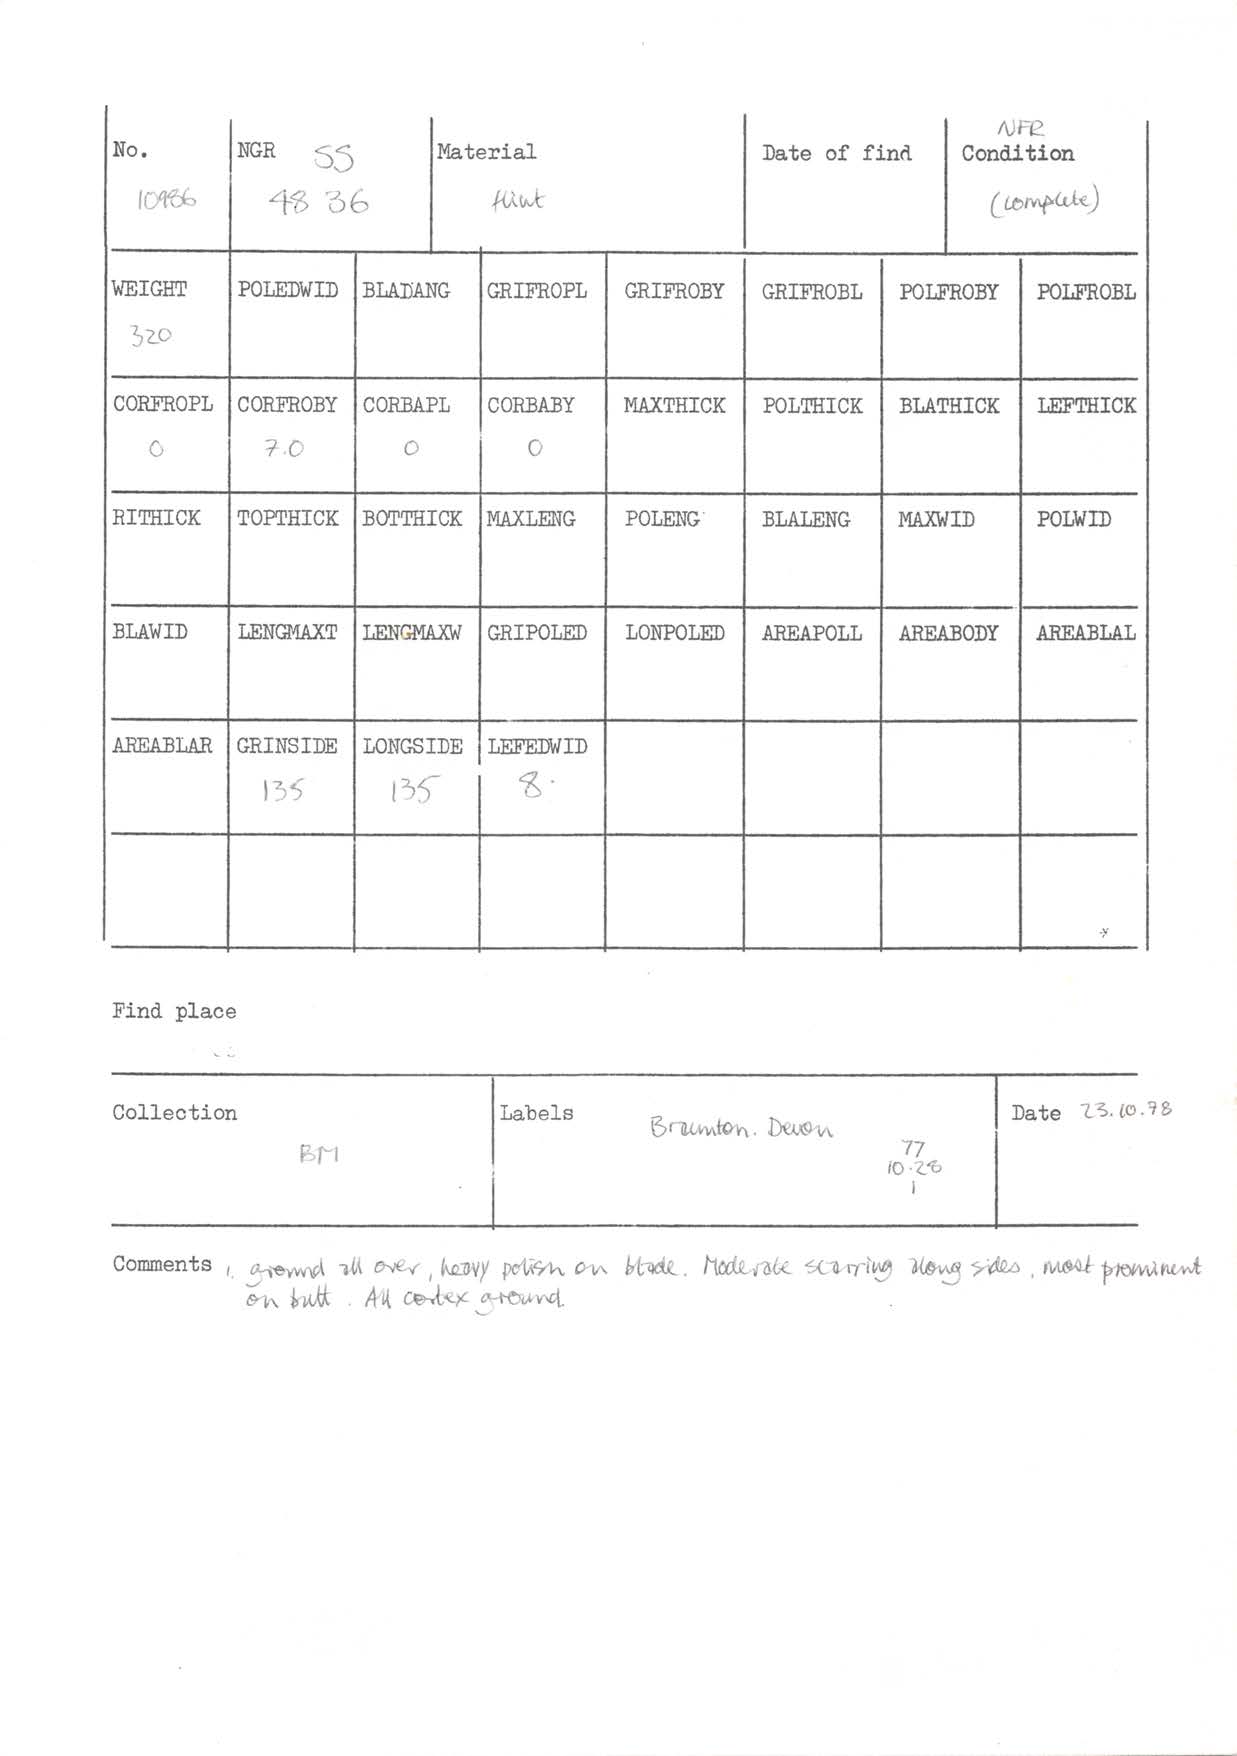 NFR
No. NGR SS Material Date of find Condition
10986 48 36 flint (complete)
WEIGHT POLEDWID BLADANG GRIFROPL GRIFROBY GRIFROBL POLFROBY POLFROBL
320
CORFROPL CORFROBY CORBAPL CORBABY MAXTHICK POLTHICK BLATHICK LEFTHICK
0 7.0 0 0
RITHICK TOPTHICK BOTTHICK MAXLENG POLENG BLALENG MAXWID POLWID
BLAWID LENGMAXT LENGMAXW GRIPOLED LONPOLED AREAPOLL AREABODY AREABLAL
AREABLAR GRINSIDE LONGSIDE LEFEDWID
135 135 8.
Find place
Collection Labels Date 23.10.78
BM Braunton. Devon
77
10.28
1
Comments 1. ground all over, heavy polish on blade. Moderate scarring along sides, most prominent
on butt. All cortex ground.